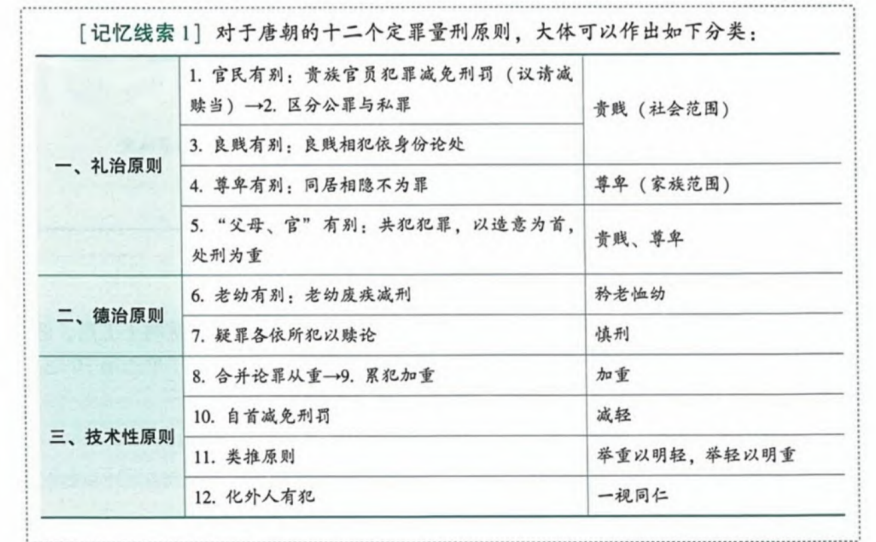 [记忆线索1] 对于唐朝的十二个定罪量刑原则，大体可以作出如下分类：
一、礼治原则
1. 官民有别：贵族官员犯罪减免刑罚（议请减
赎当）→2. 区分公罪与私罪
贵贱（社会范围）
3. 良贱有别：良贱相犯依身份论处
4. 尊卑有别：同居相隐不为罪
尊卑（家族范围）
5. “父母、官”有别：共犯犯罪，以造意为首，
处刑为重
贵贱、尊卑
二、德治原则
6. 老幼有别：老幼废疾减刑
矜老恤幼
7. 疑罪各依所犯以赎论
慎刑
三、技术性原则
8. 合并论罪从重→9. 累犯加重
加重
10. 自首减免刑罚
减轻
11. 类推原则
举重以明轻，举轻以明重
12. 化外人有犯
一视同仁